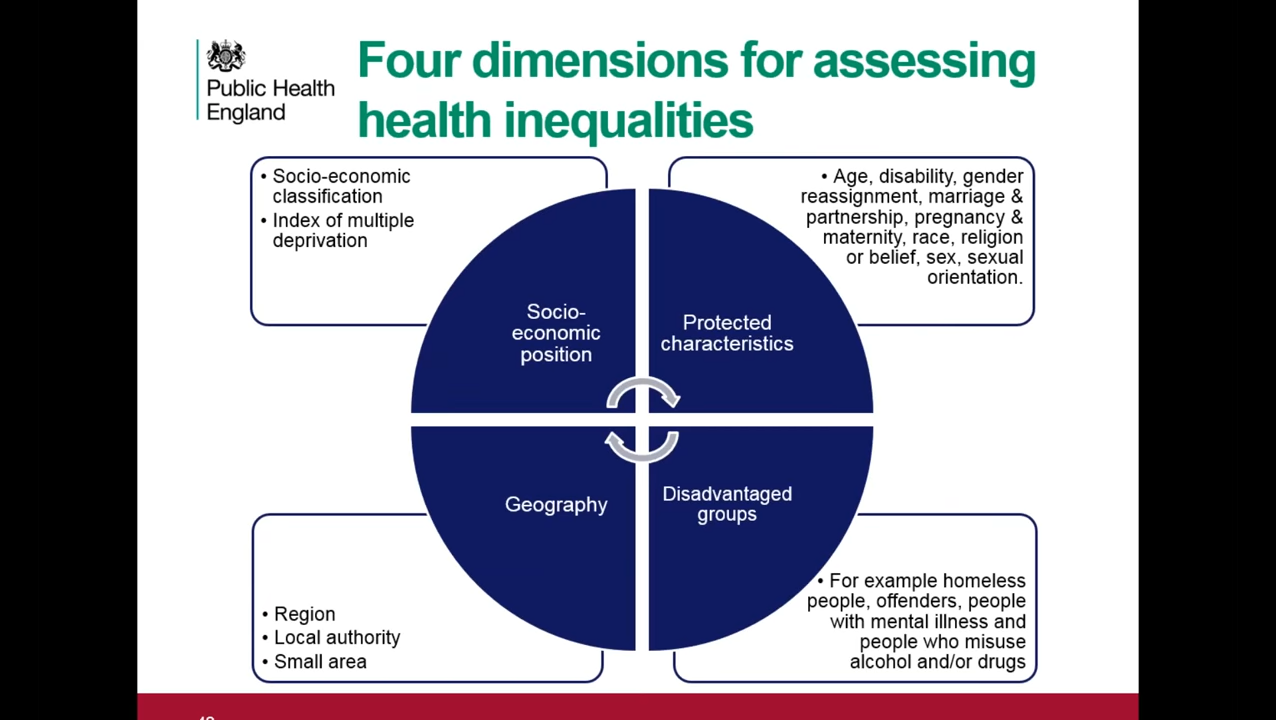 Public Health
England
Four dimensions for assessing
health inequalities
• Socio-economic
classification
• Index of multiple
deprivation
• Age, disability, gender
reassignment, marriage &
partnership, pregnancy &
maternity, race, religion
or belief, sex, sexual
orientation.
Socio-
economic
position
Protected
characteristics
Geography
Disadvantaged
groups
• Region
• Local authority
• Small area
• For example homeless
people, offenders, people
with mental illness and
people who misuse
alcohol and/or drugs